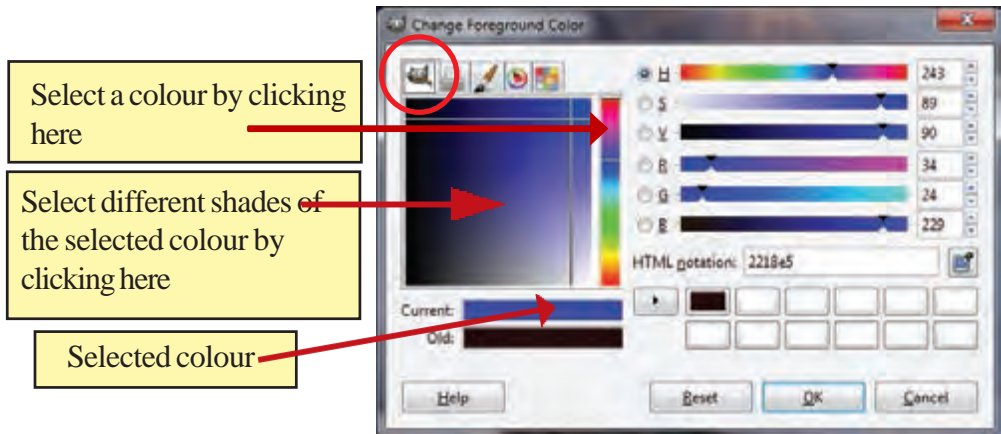 Change Foreground Color
Select a colour by clicking
here
Select different shades of
the selected colour by
clicking here
Selected colour
H 243
S 89
V 90
R 34
G 24
B 229
HTML notation: 2218e5
Current:
Old:
Help Reset OK Cancel